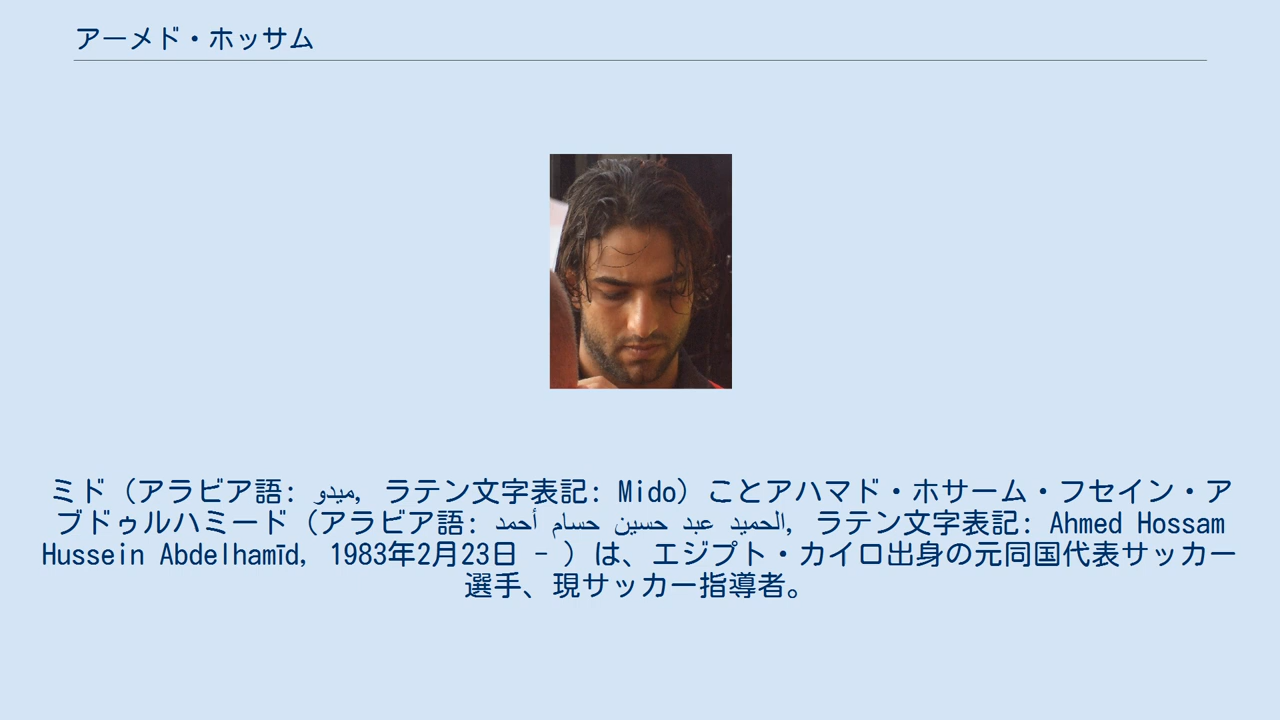 アーメド・ホッサム
ミド（アラビア語: ميدو, ラテン文字表記: Mido）ことアハマド・ホサーム・フセイン・ア
ブドゥルハミード（アラビア語: أحمد حسام حسين عبد الحميد, ラテン文字表記: Ahmed Hossam
Hussein Abdelhamīd, 1983年2月23日 - ）は、エジプト・カイロ出身の元同国代表サッカー
選手、現サッカー指導者。